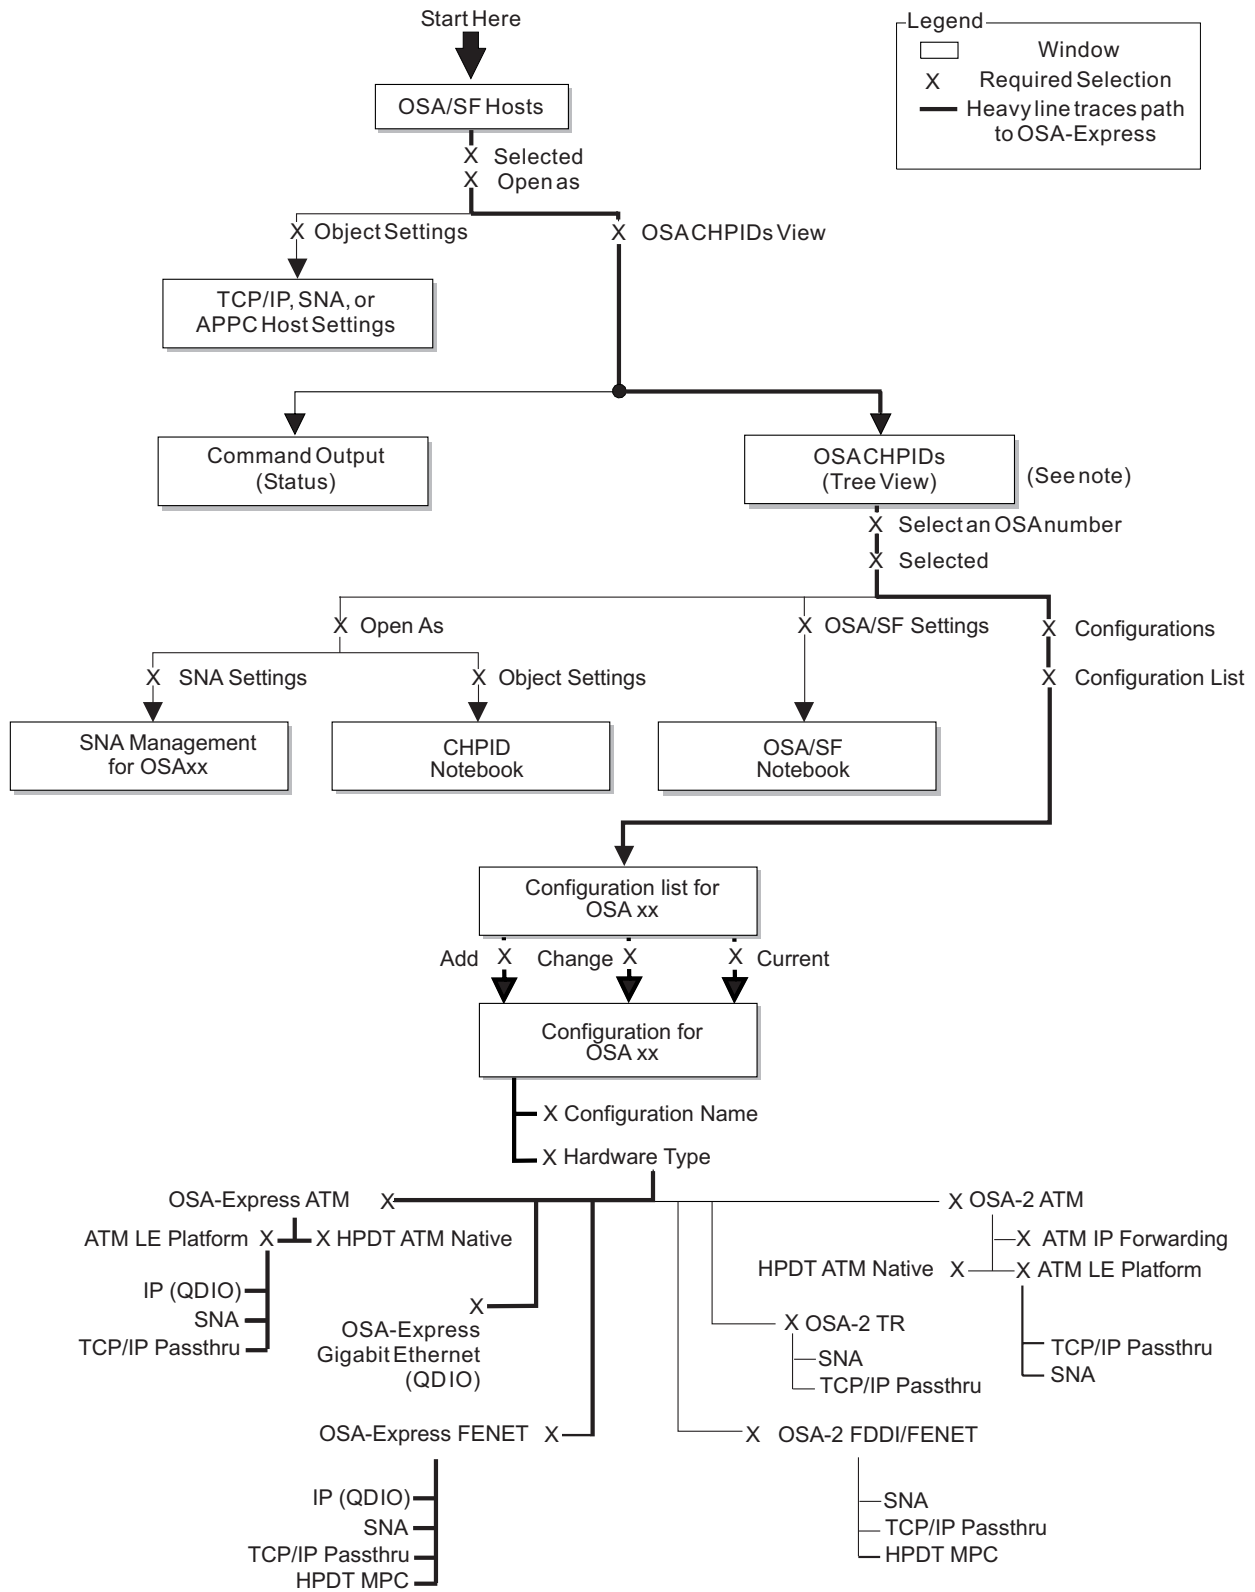 Start Here
Legend
Window
X Required Selection
Heavy line traces path
to OSA-Express
OSA/SF Hosts
X Selected
X Open as
X Object Settings
X OSA CHPIDs View
TCP/IP, SNA, or
APPC Host Settings
Command Output
(Status)
OSA CHPIDs
(Tree View)
(See note)
X Select an OSA number
X Selected
X Open As
X OSA/SF Settings
X Configurations
X SNA Settings
X Object Settings
X Configuration List
SNA Management
for OSAxx
CHPID
Notebook
OSA/SF
Notebook
Configuration list for
OSA xx
Add X Change X X Current
Configuration for
OSA xx
X Configuration Name
X Hardware Type
OSA-Express ATM X
X OSA-2 ATM
ATM LE Platform X X HPDT ATM Native
X ATM IP Forwarding
HPDT ATM Native X X ATM LE Platform
IP (QDIO)
SNA
TCP/IP Passthru
X
OSA-Express
Gigabit Ethernet
(QDIO)
X OSA-2 TR
SNA
TCP/IP Passthru
TCP/IP Passthru
SNA
OSA-Express FENET X
X OSA-2 FDDI/FENET
IP (QDIO)
SNA
TCP/IP Passthru
HPDT MPC
SNA
TCP/IP Passthru
HPDT MPC